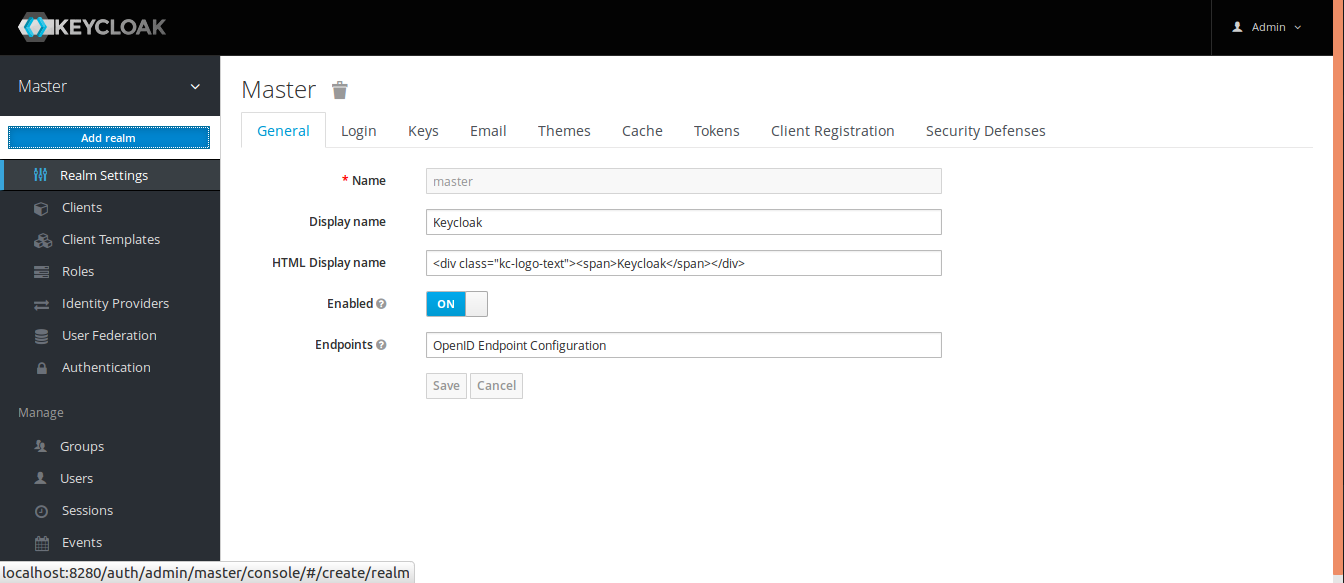 KEYCLOAK
Admin
Master
Add realm
Realm Settings
Clients
Client Templates
Roles
Identity Providers
User Federation
Authentication
Manage
Groups
Users
Sessions
Events
Master
General Login Keys Email Themes Cache Tokens Client Registration Security Defenses
* Name master
Display name Keycloak
HTML Display name <div class="kc-logo-text"><span>Keycloak</span></div>
Enabled ? ON
Endpoints ? OpenID Endpoint Configuration
Save Cancel
localhost:8280/auth/admin/master/console/#/create/realm